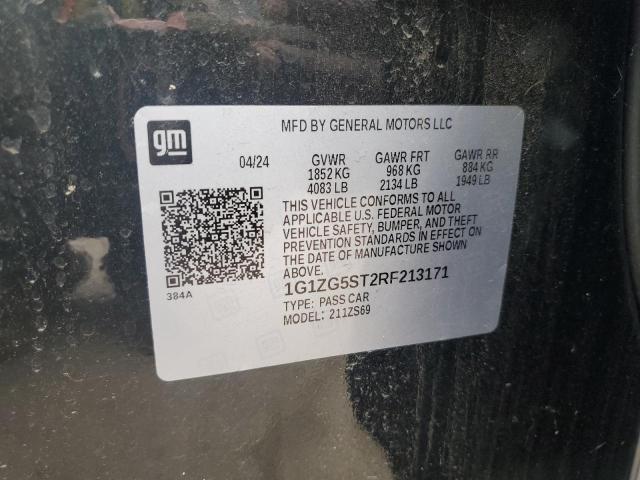 gm
MFD BY GENERAL MOTORS LLC
04/24 GVWR GAWR FRT GAWR RR
1852 KG 968 KG 884 KG
4083 LB 2134 LB 1949 LB
THIS VEHICLE CONFORMS TO ALL
APPLICABLE U.S. FEDERAL MOTOR
VEHICLE SAFETY, BUMPER, AND THEFT
PREVENTION STANDARDS IN EFFECT ON
THE DATE OF MANUFACTURE SHOWN
ABOVE.
384A
1G1ZG5ST2RF213171
TYPE: PASS CAR
MODEL: 211ZS69